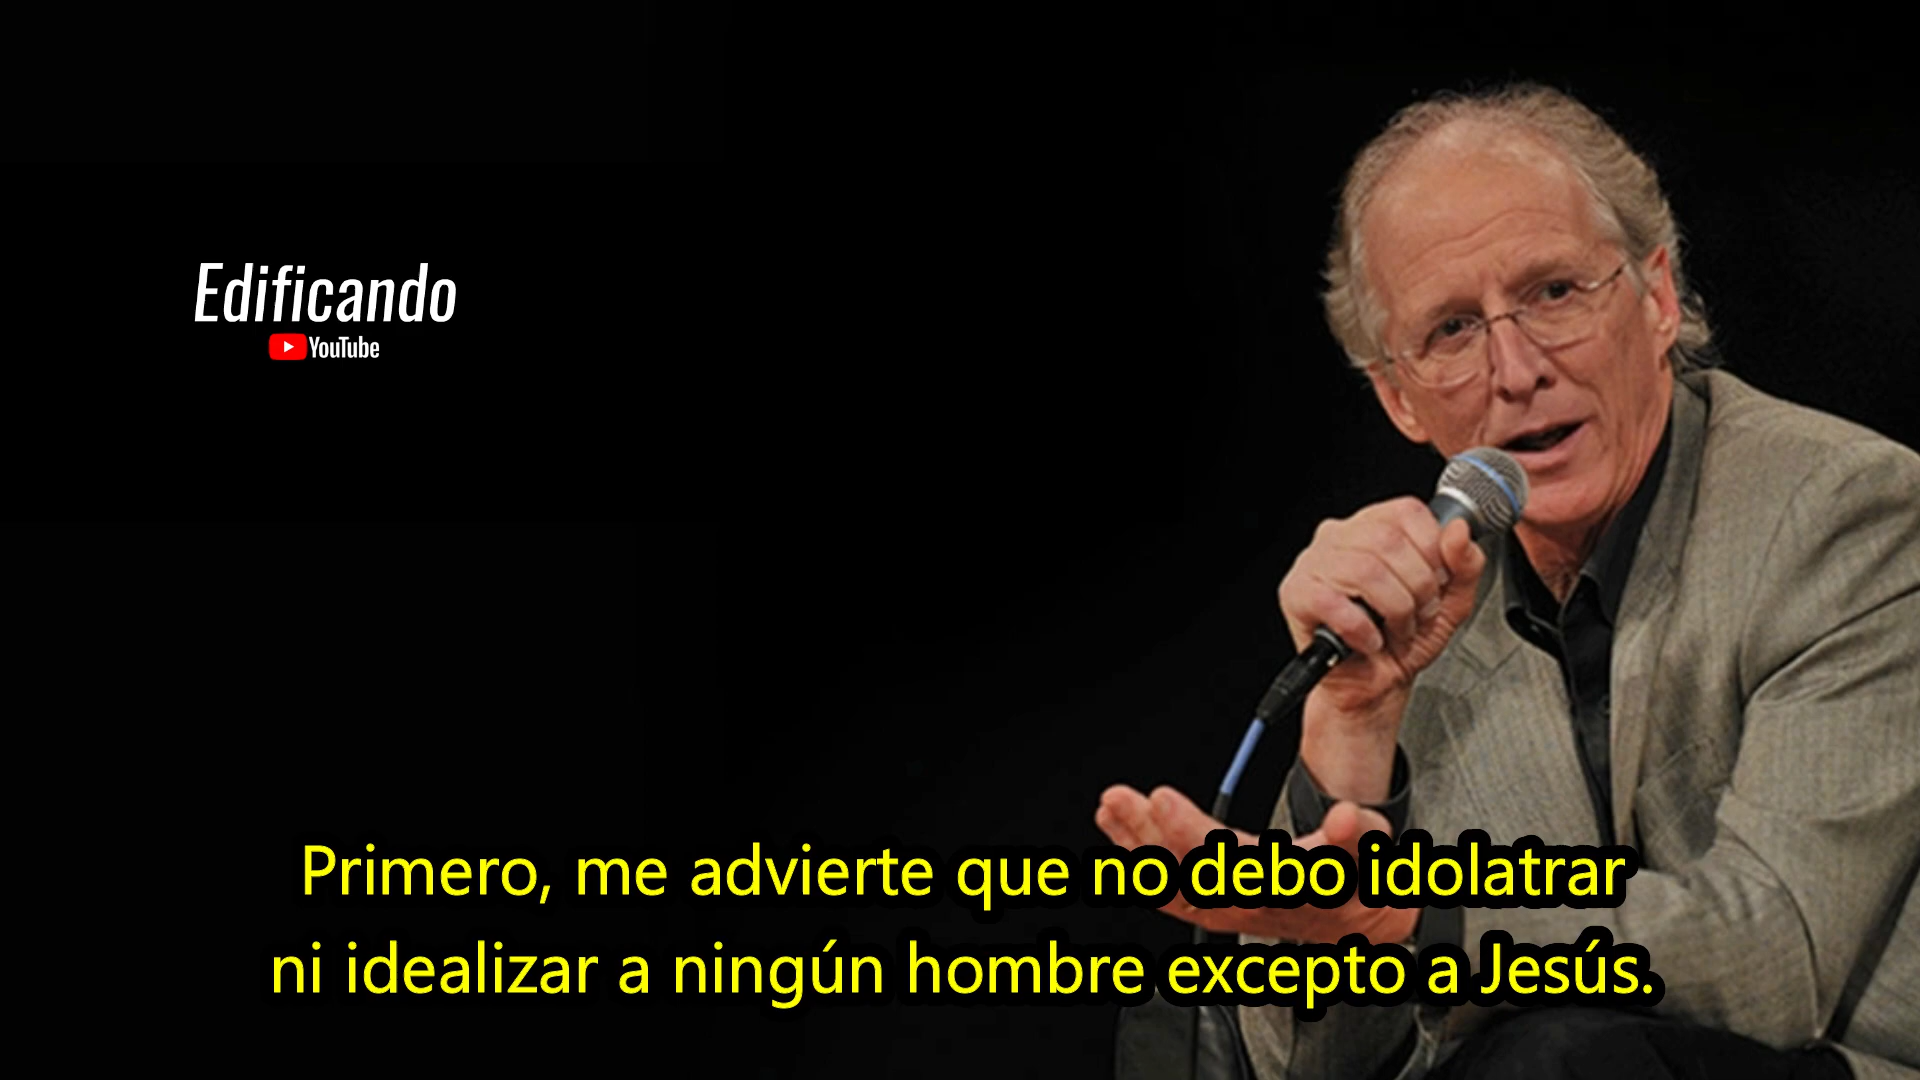 Edificando
YouTube
Primero, me advierte que no debo idolatrar
ni idealizar a ningún hombre excepto a Jesús.